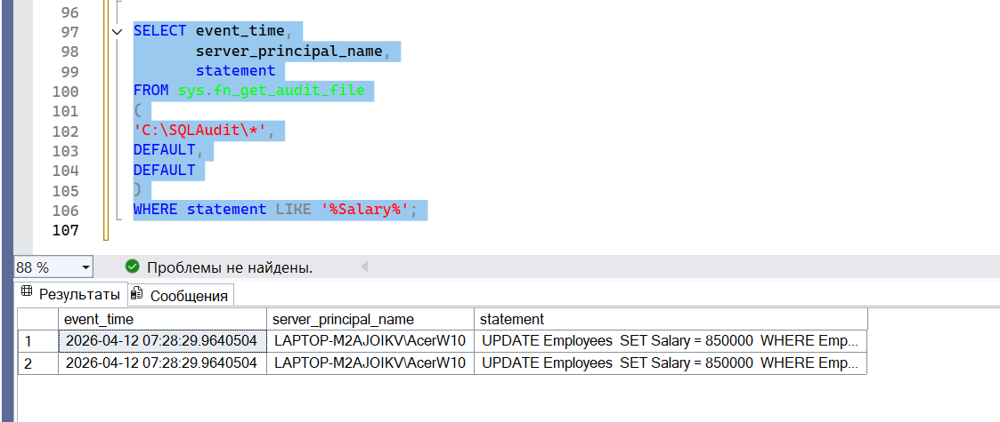 96
97 SELECT event_time,
98 server_principal_name,
99 statement
100 FROM sys.fn_get_audit_file
101 (
102 'C:\SQLAudit\*',
103 DEFAULT,
104 DEFAULT
105 )
106 WHERE statement LIKE '%Salary%';
107
88 % Проблемы не найдены.
Результаты Сообщения
event_time server_principal_name statement
1 2026-04-12 07:28:29.9640504 LAPTOP-M2AJOIKV\AcerW10 UPDATE Employees SET Salary = 850000 WHERE Emp...
2 2026-04-12 07:28:29.9640504 LAPTOP-M2AJOIKV\AcerW10 UPDATE Employees SET Salary = 850000 WHERE Emp...